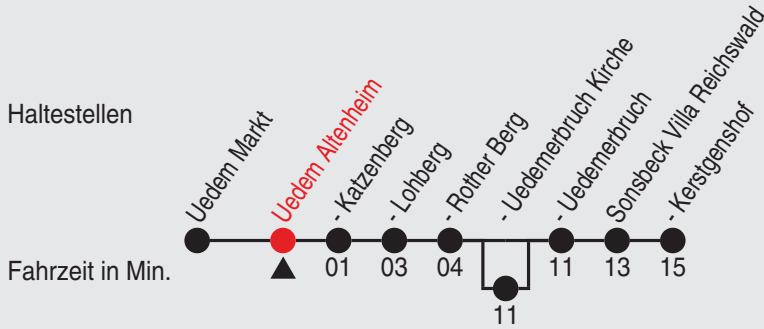 Haltestellen
Uedem Markt
Uedem Altenheim
- Katzenberg
- Lohberg
- Rother Berg
- Uedemerbruch Kirche
- Uedemerbruch
Sonsbeck Villa Reichswald
- Kerstgenshof
Fahrzeit in Min.
01 03 04 11 13 15
11